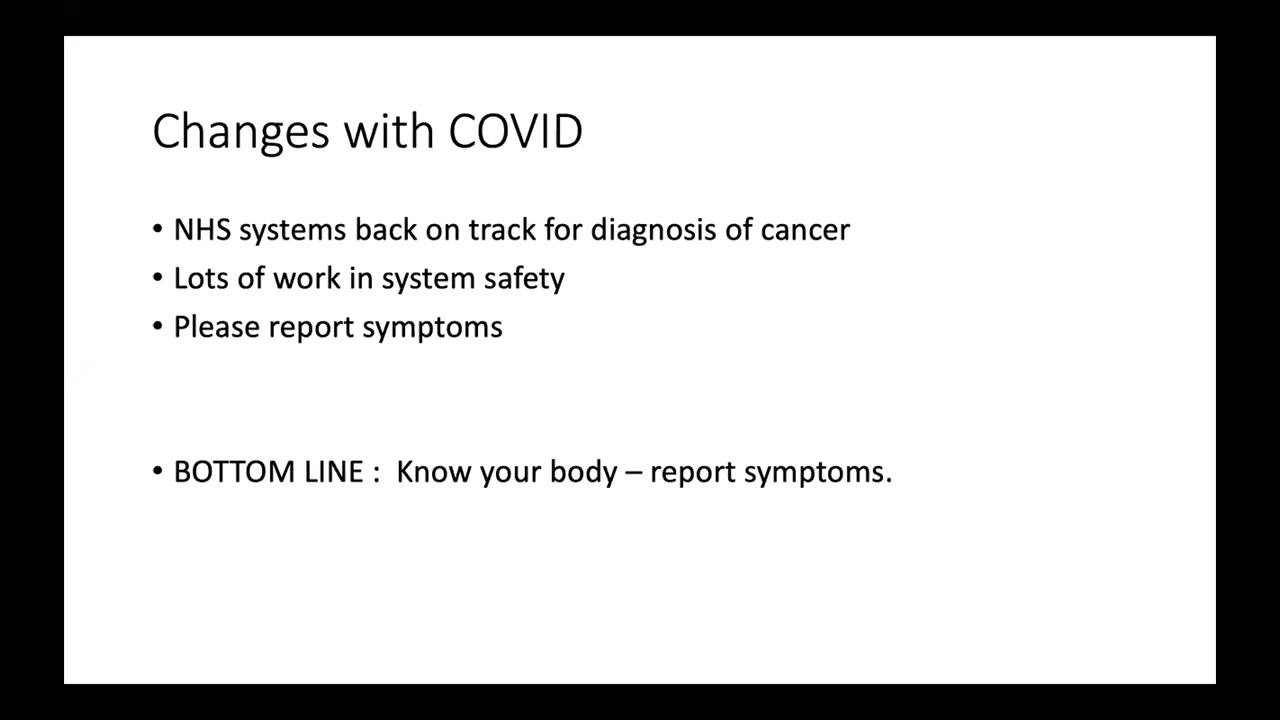 Changes with COVID
• NHS systems back on track for diagnosis of cancer
• Lots of work in system safety
• Please report symptoms
• BOTTOM LINE :  Know your body – report symptoms.